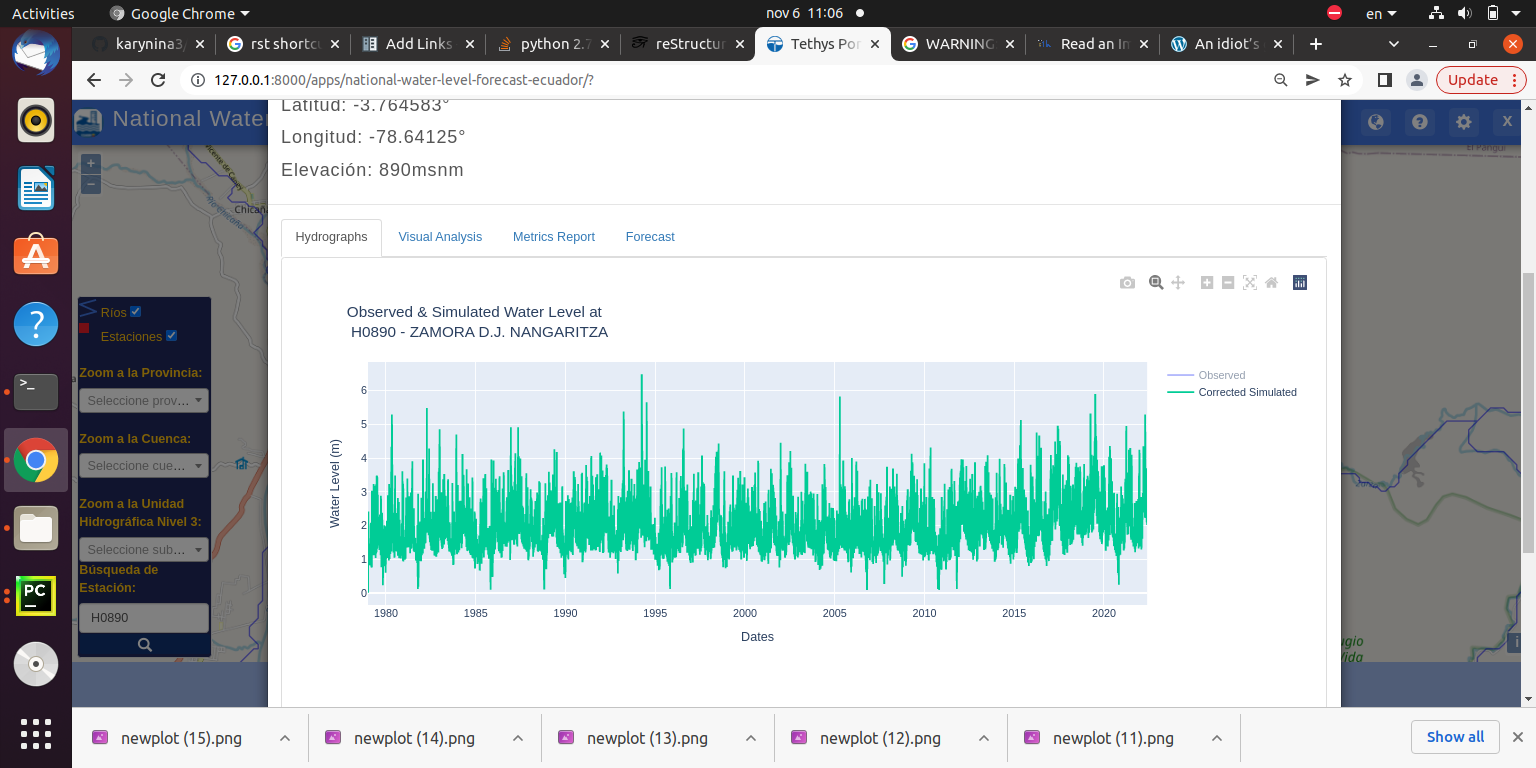 Activities
Google Chrome
nov 6 11:06
en
karynina3/
rst shortcu
Add Links
python 2.7
reStructur
Tethys Por
WARNING
Read an Im
An idiot's
127.0.0.1:8000/apps/national-water-level-forecast-ecuador/?
Update
National Water
X
Latitud: -3.764583°
Longitud: -78.64125°
Elevación: 890msnm
Hydrographs
Visual Analysis
Metrics Report
Forecast
+
−
Chicaña
Río Chicaña
El Pangui
Ríos
Estaciones
Zoom a la Provincia:
Seleccione prov...
Zoom a la Cuenca:
Seleccione cue...
Zoom a la Unidad
Hidrográfica Nivel 3:
Seleccione sub...
Búsqueda de
Estación:
H0890
Observed & Simulated Water Level at
H0890 - ZAMORA D.J. NANGARITZA
Observed
Corrected Simulated
Water Level (m)
6
5
4
3
2
1
0
1980
1985
1990
1995
2000
2005
2010
2015
2020
Dates
ugio
Vida
i
newplot (15).png
newplot (14).png
newplot (13).png
newplot (12).png
newplot (11).png
Show all